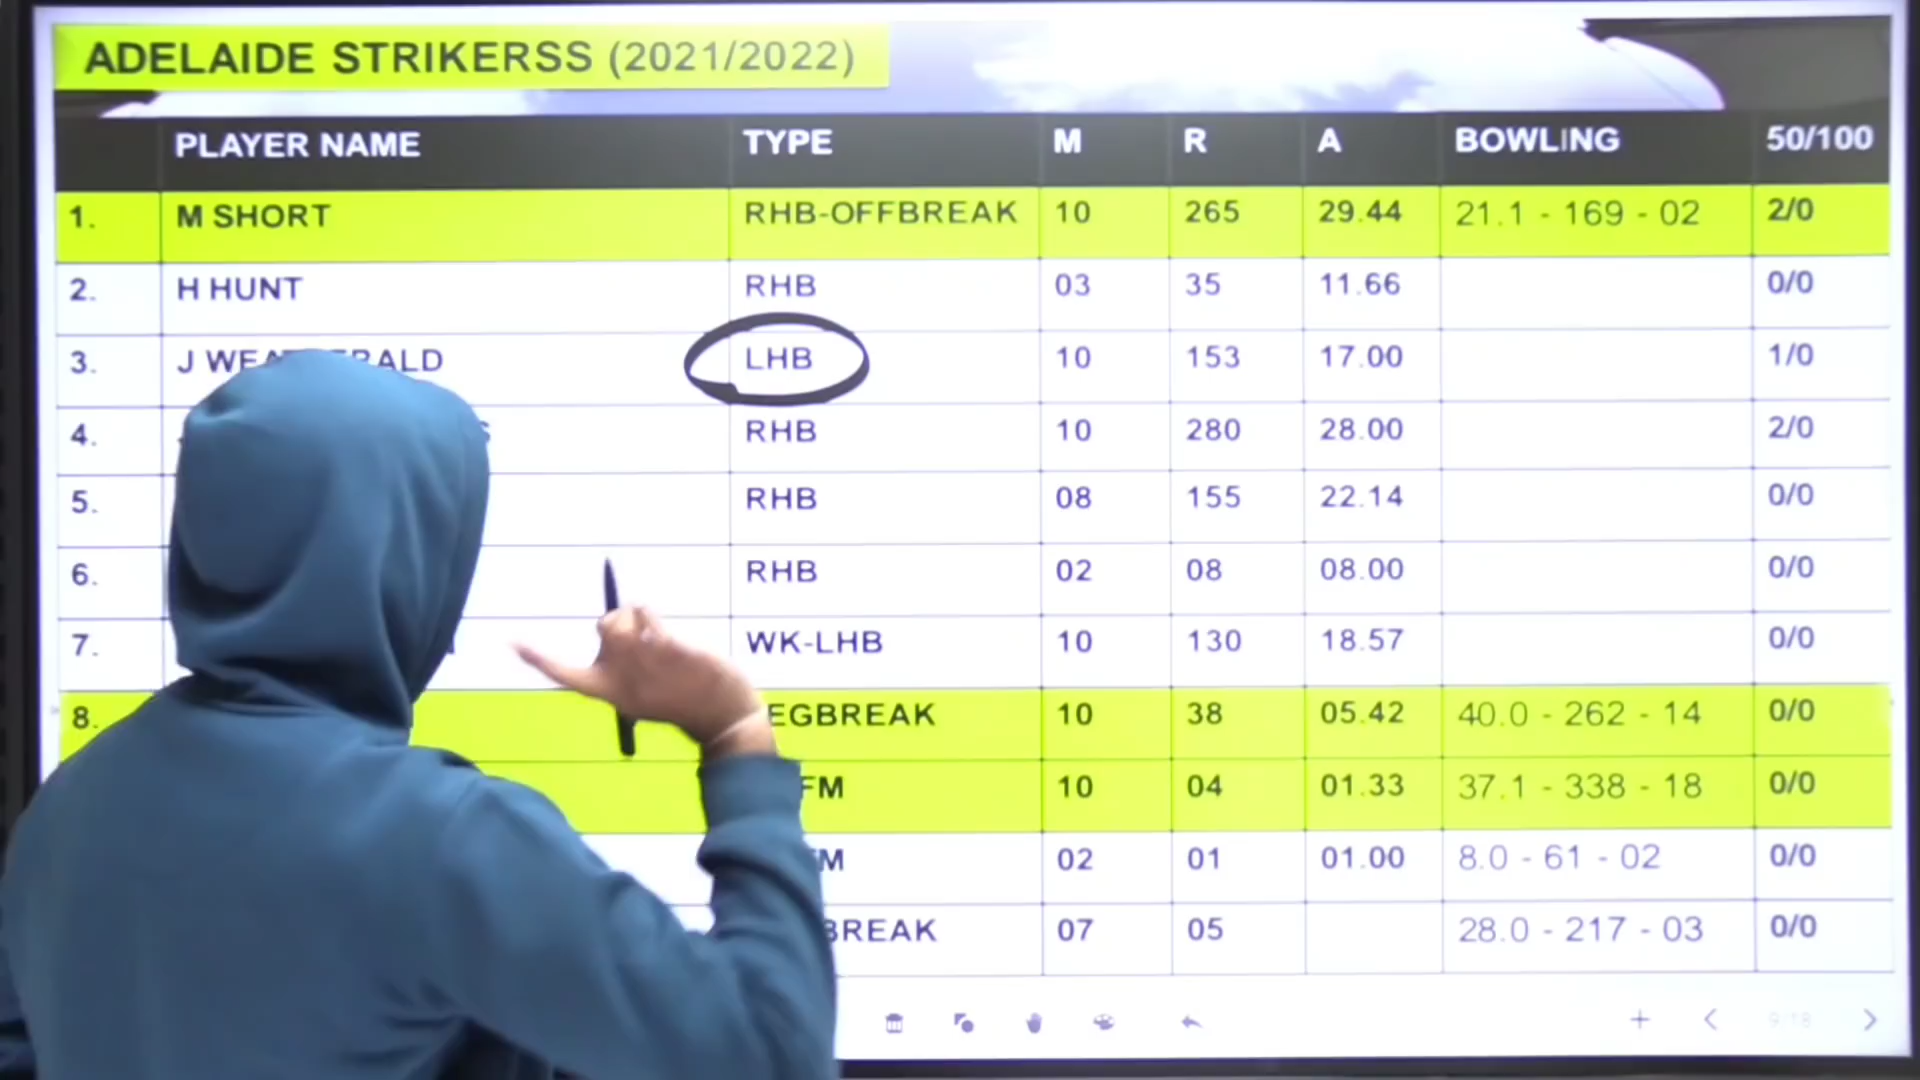 ADELAIDE STRIKERSS (2021/2022)
PLAYER NAME TYPE M R A BOWLING 50/100
1. M SHORT RHB-OFFBREAK 10 265 29.44 21.1 - 169 - 02 2/0
2. H HUNT RHB 03 35 11.66 0/0
3. J LHB 10 153 17.00 1/0
4. RHB 10 280 28.00 2/0
5. RHB 08 155 22.14 0/0
6. RHB 02 08 08.00 0/0
7. WK-LHB 10 130 18.57 0/0
8. 10 38 05.42 40.0 - 262 - 14 0/0
10 04 01.33 37.1 - 338 - 18 0/0
02 01 01.00 8.0 - 61 - 02 0/0
07 05 28.0 - 217 - 03 0/0